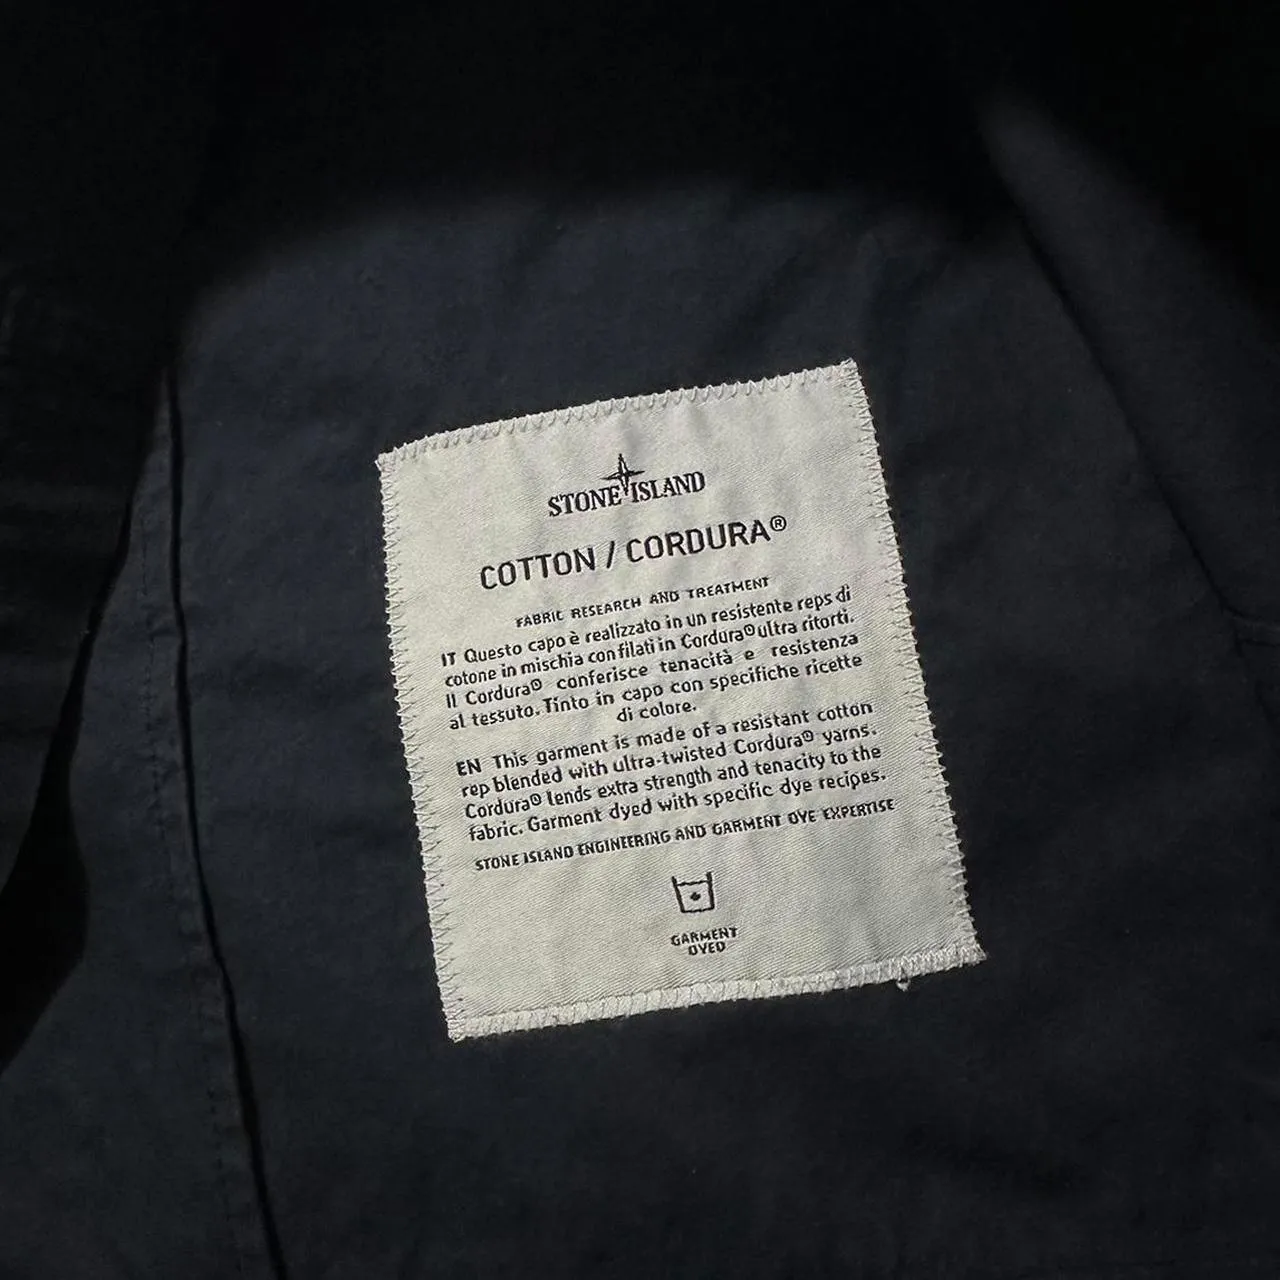 STONE ISLAND
COTTON / CORDURA®
FABRIC RESEARCH AND TREATMENT
IT Questo capo è realizzato in un resistente reps di
cotone in mischia con filati in Cordura® ultra ritorti.
Il Cordura® conferisce tenacità e resistenza
al tessuto. Tinto in capo con specifiche ricette
di colore.
EN This garment is made of a resistant cotton
rep blended with ultra-twisted Cordura® yarns.
Cordura® lends extra strength and tenacity to the
fabric. Garment dyed with specific dye recipes.
STONE ISLAND ENGINEERING AND GARMENT DYE EXPERTISE
GARMENT
DYED